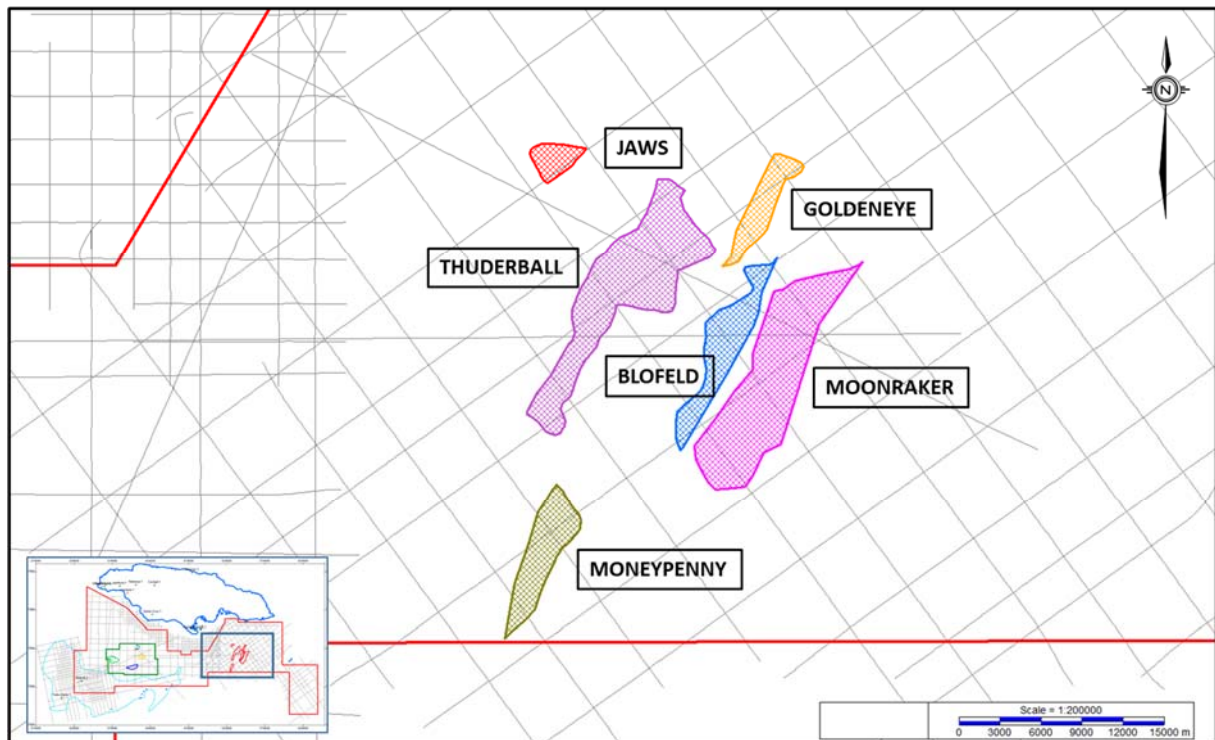 N
JAWS
GOLDENEYE
THUDERBALL
BLOFELD
MOONRAKER
MONEYPENNY
Scale = 1:200000
0 3000 6000 9000 12000 15000 m